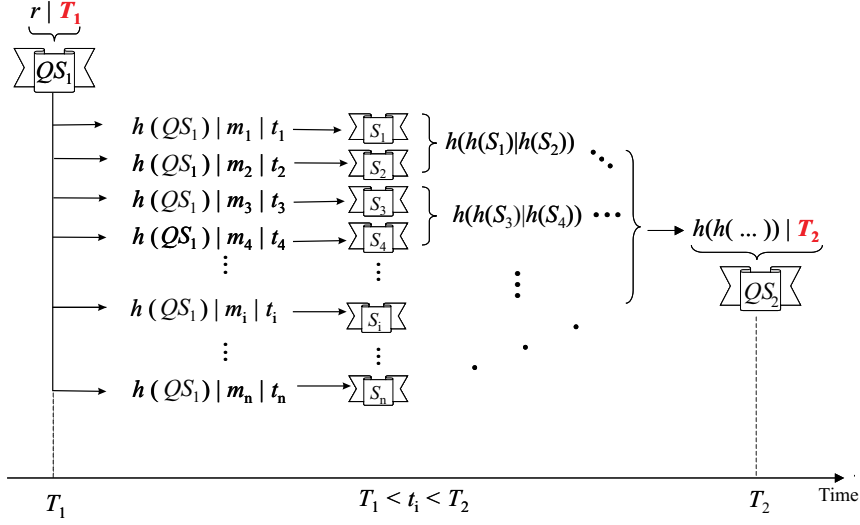 r | T₁
QS₁
h (QS₁) | m₁ | t₁ S₁
h(h(S₁)|h(S₂))
h (QS₁) | m₂ | t₂ S₂
h (QS₁) | m₃ | t₃ S₃
h(h(S₃)|h(S₄)) •••
h (QS₁) | m₄ | t₄ S₄
h(h( ... )) | T₂
QS₂
h (QS₁) | mᵢ | tᵢ Sᵢ
h (QS₁) | mₙ | tₙ Sₙ
T₁ T₁ < tᵢ < T₂ T₂ Time